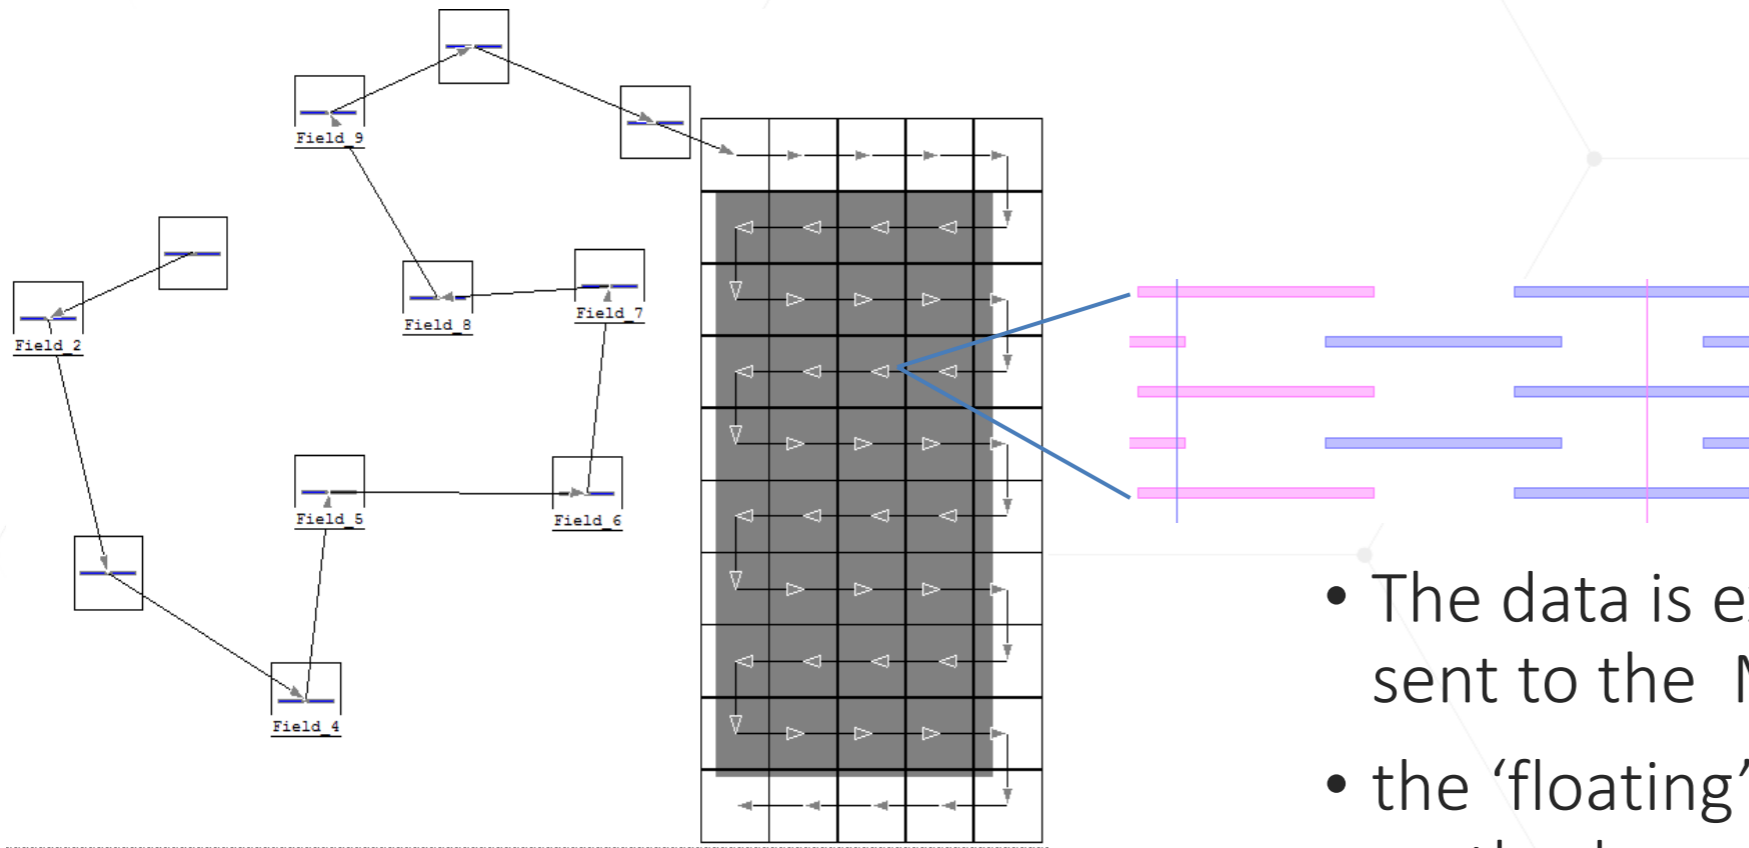 Field_9
Field_2
Field_8
Field_7
Field_5
Field_6
Field_4
• The data is e
sent to the M
• the ‘floating’